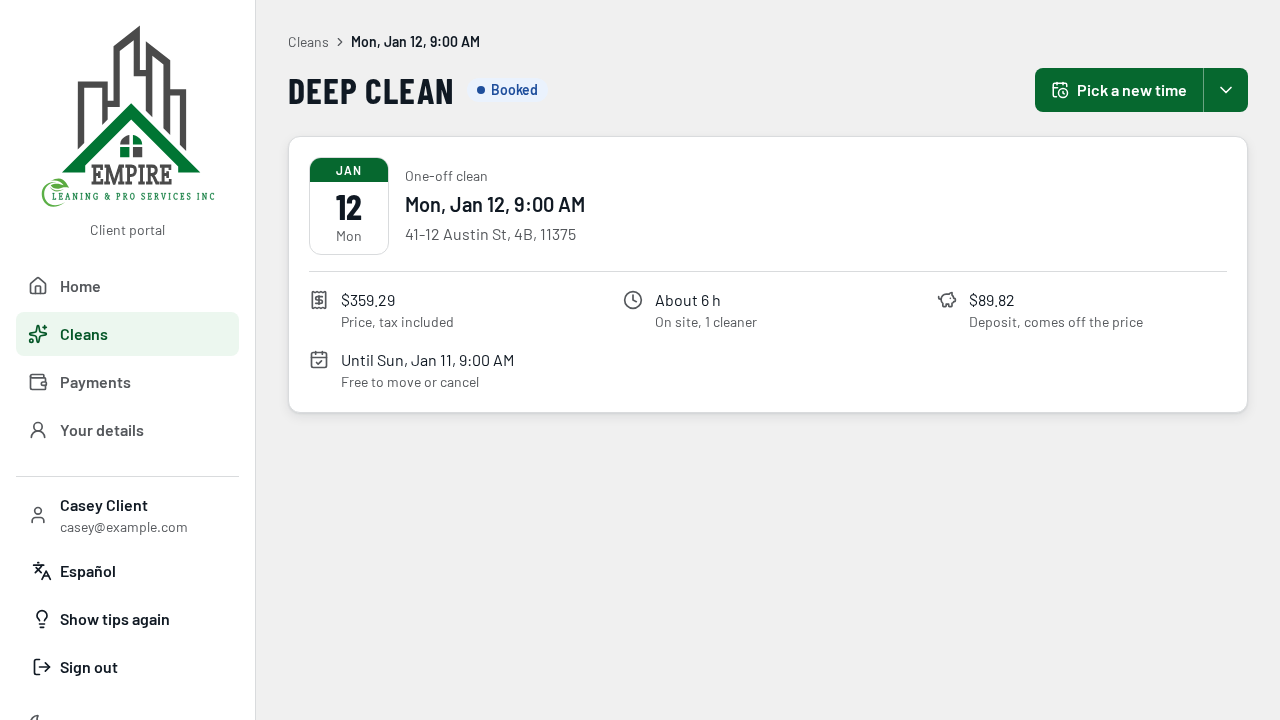 EMPIRE
LEANING & PRO SERVICES INC
Client portal
Home
Cleans
Payments
Your details
Casey Client
casey@example.com
Español
Show tips again
Sign out
Cleans
Mon, Jan 12, 9:00 AM
DEEP CLEAN
Booked
Pick a new time
JAN
12
Mon
One-off clean
Mon, Jan 12, 9:00 AM
41-12 Austin St, 4B, 11375
$359.29
Price, tax included
About 6 h
On site, 1 cleaner
$89.82
Deposit, comes off the price
Until Sun, Jan 11, 9:00 AM
Free to move or cancel